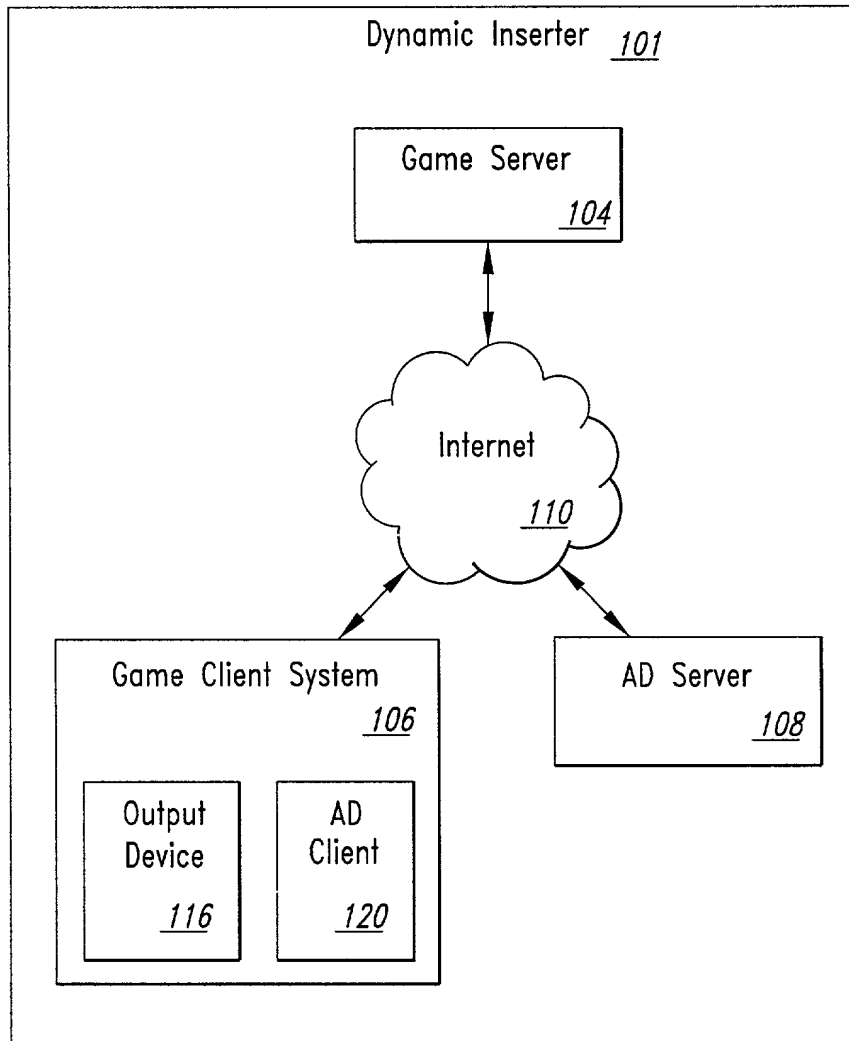 Dynamic Inserter 101
Game Server
104
Internet
110
Game Client System
106
Output
Device
116
AD
Client
120
AD Server
108